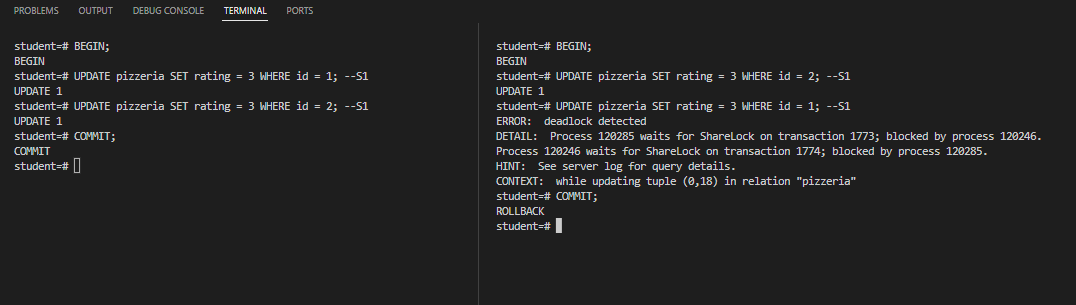 PROBLEMS OUTPUT DEBUG CONSOLE TERMINAL PORTS
student=# BEGIN;
BEGIN
student=# UPDATE pizzeria SET rating = 3 WHERE id = 1; --S1
UPDATE 1
student=# UPDATE pizzeria SET rating = 3 WHERE id = 2; --S1
UPDATE 1
student=# COMMIT;
COMMIT
student=#
student=# BEGIN;
BEGIN
student=# UPDATE pizzeria SET rating = 3 WHERE id = 2; --S1
UPDATE 1
student=# UPDATE pizzeria SET rating = 3 WHERE id = 1; --S1
ERROR:  deadlock detected
DETAIL:  Process 120285 waits for ShareLock on transaction 1773; blocked by process 120246.
Process 120246 waits for ShareLock on transaction 1774; blocked by process 120285.
HINT:  See server log for query details.
CONTEXT:  while updating tuple (0,18) in relation "pizzeria"
student=# COMMIT;
ROLLBACK
student=#